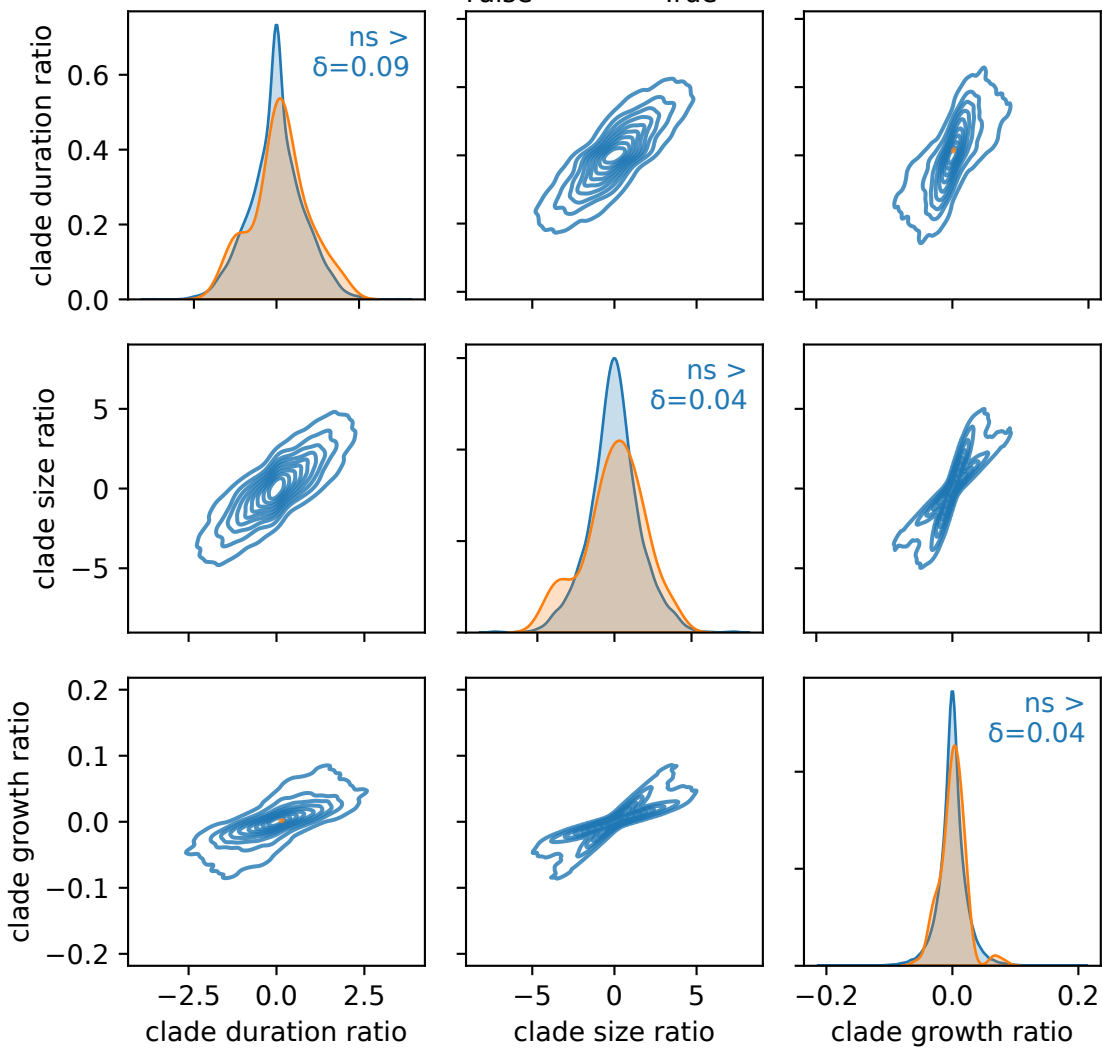 clade duration ratio
0.6
0.4
0.2
0.0
ns >
δ=0.09
clade size ratio
5
0
−5
ns >
δ=0.04
clade growth ratio
0.2
0.1
0.0
−0.1
−0.2
ns >
δ=0.04
−2.5 0.0 2.5
clade duration ratio
−5 0 5
clade size ratio
−0.2 0.0 0.2
clade growth ratio